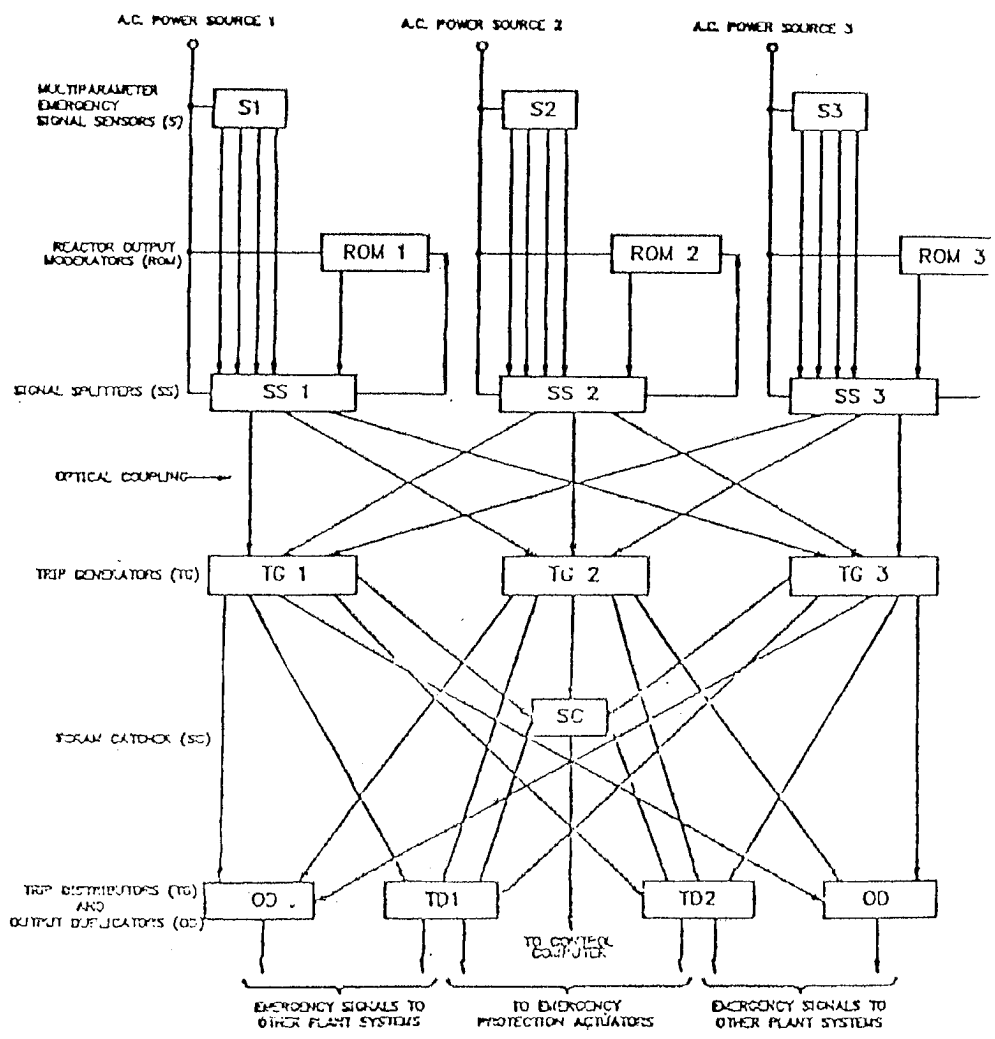 A.C. POWER SOURCE 1
A.C. POWER SOURCE 2
A.C. POWER SOURCE 3
MULTIPARAMETER
EMERGENCY
SIGNAL SENSORS (S)
S1
S2
S3
REACTOR OUTPUT
MODERATORS (ROM)
ROM 1
ROM 2
ROM 3
SIGNAL SPLITTERS (SS)
SS 1
SS 2
SS 3
OPTICAL COUPLING
TRIP GENERATORS (TG)
TG 1
TG 2
TG 3
SCRAM CATCHER (SC)
SC
TRIP DISTRIBUTORS (TG)
AND
OUTPUT DUPLICATORS (OD)
OD
TD1
TD2
OD
TO CONTROL
COMPUTER
EMERGENCY SIGNALS TO
OTHER PLANT SYSTEMS
TO EMERGENCY
PROTECTION ACTUATORS
EMERGENCY SIGNALS TO
OTHER PLANT SYSTEMS